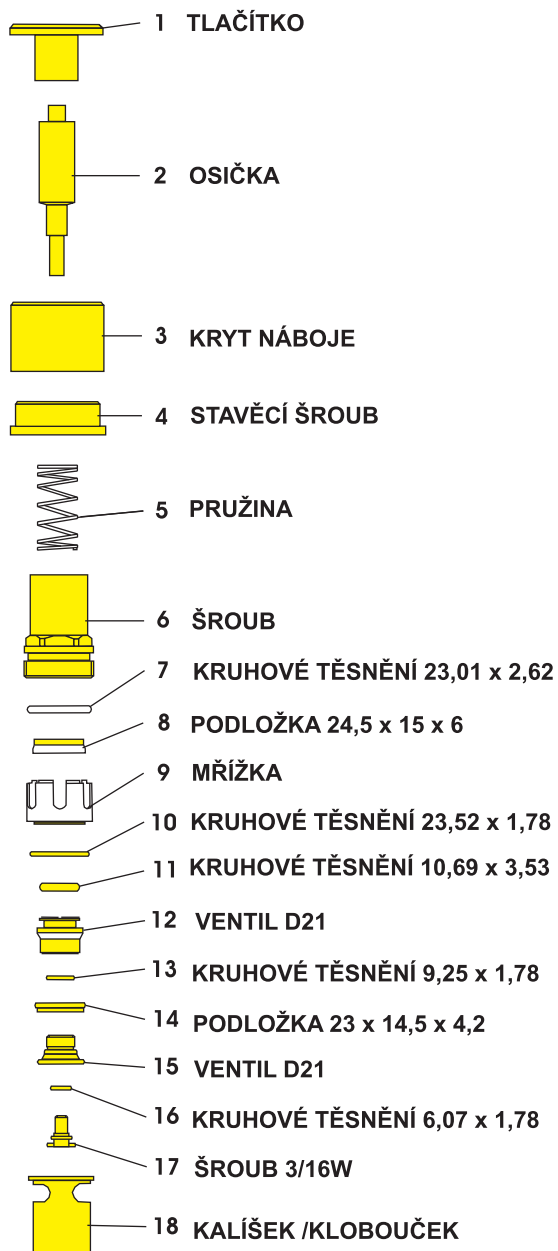 1 TLAČÍTKO
2 OSIČKA
3 KRYT NÁBOJE
4 STAVĚCÍ ŠROUB
5 PRUŽINA
6 ŠROUB
7 KRUHOVÉ TĚSNĚNÍ 23,01 x 2,62
8 PODLOŽKA 24,5 x 15 x 6
9 MŘÍŽKA
10 KRUHOVÉ TĚSNĚNÍ 23,52 x 1,78
11 KRUHOVÉ TĚSNĚNÍ 10,69 x 3,53
12 VENTIL D21
13 KRUHOVÉ TĚSNĚNÍ 9,25 x 1,78
14 PODLOŽKA 23 x 14,5 x 4,2
15 VENTIL D21
16 KRUHOVÉ TĚSNĚNÍ 6,07 x 1,78
17 ŠROUB 3/16W
18 KALÍŠEK /KLOBOUČEK